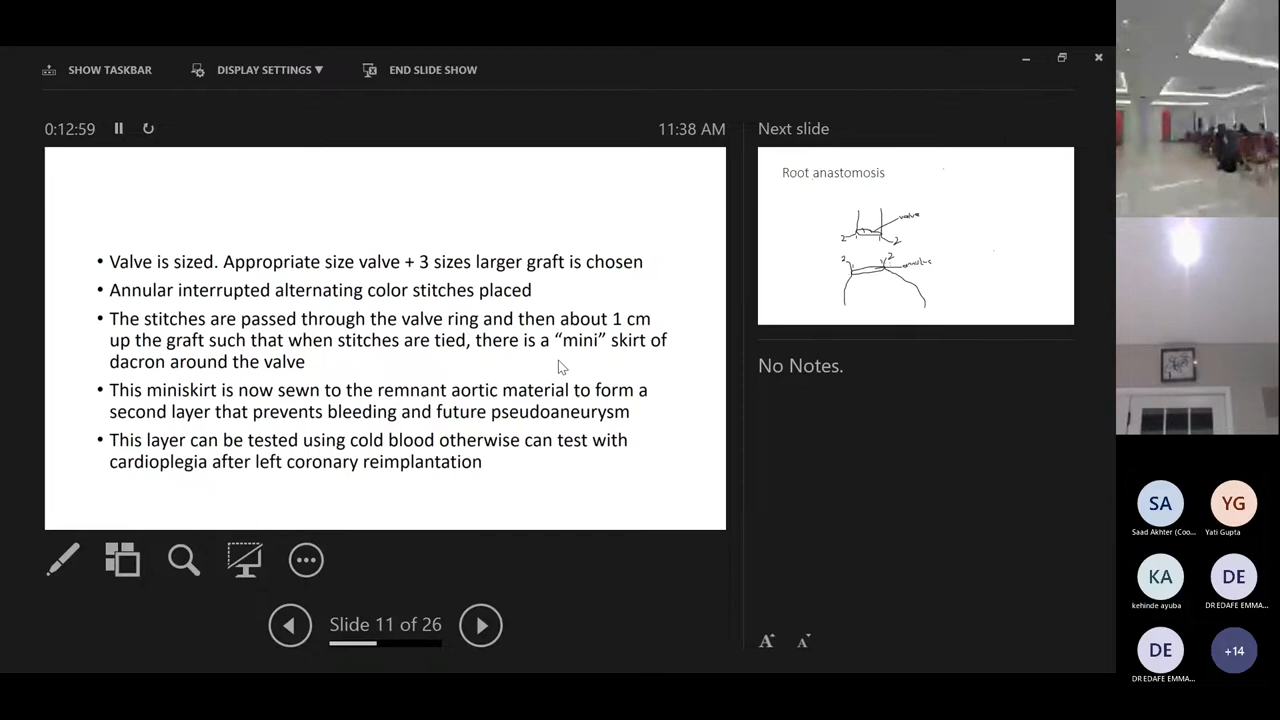 SHOW TASKBAR
DISPLAY SETTINGS ▼
END SLIDE SHOW
0:12:59
11:38 AM
Next slide
• Valve is sized. Appropriate size valve + 3 sizes larger graft is chosen
• Annular interrupted alternating color stitches placed
• The stitches are passed through the valve ring and then about 1 cm
up the graft such that when stitches are tied, there is a “mini” skirt of
dacron around the valve
• This miniskirt is now sewn to the remnant aortic material to form a
second layer that prevents bleeding and future pseudoaneurysm
• This layer can be tested using cold blood otherwise can test with
cardioplegia after left coronary reimplantation
Root anastomosis
valve
2
2
2
2
annulus
No Notes.
Slide 11 of 26
A
A
SA
YG
Saad Akhter (Coo...
Yati Gupta
KA
DE
kehinde ayuba
DR EDAFE EMMA...
DE
+14
DR EDAFE EMMA...